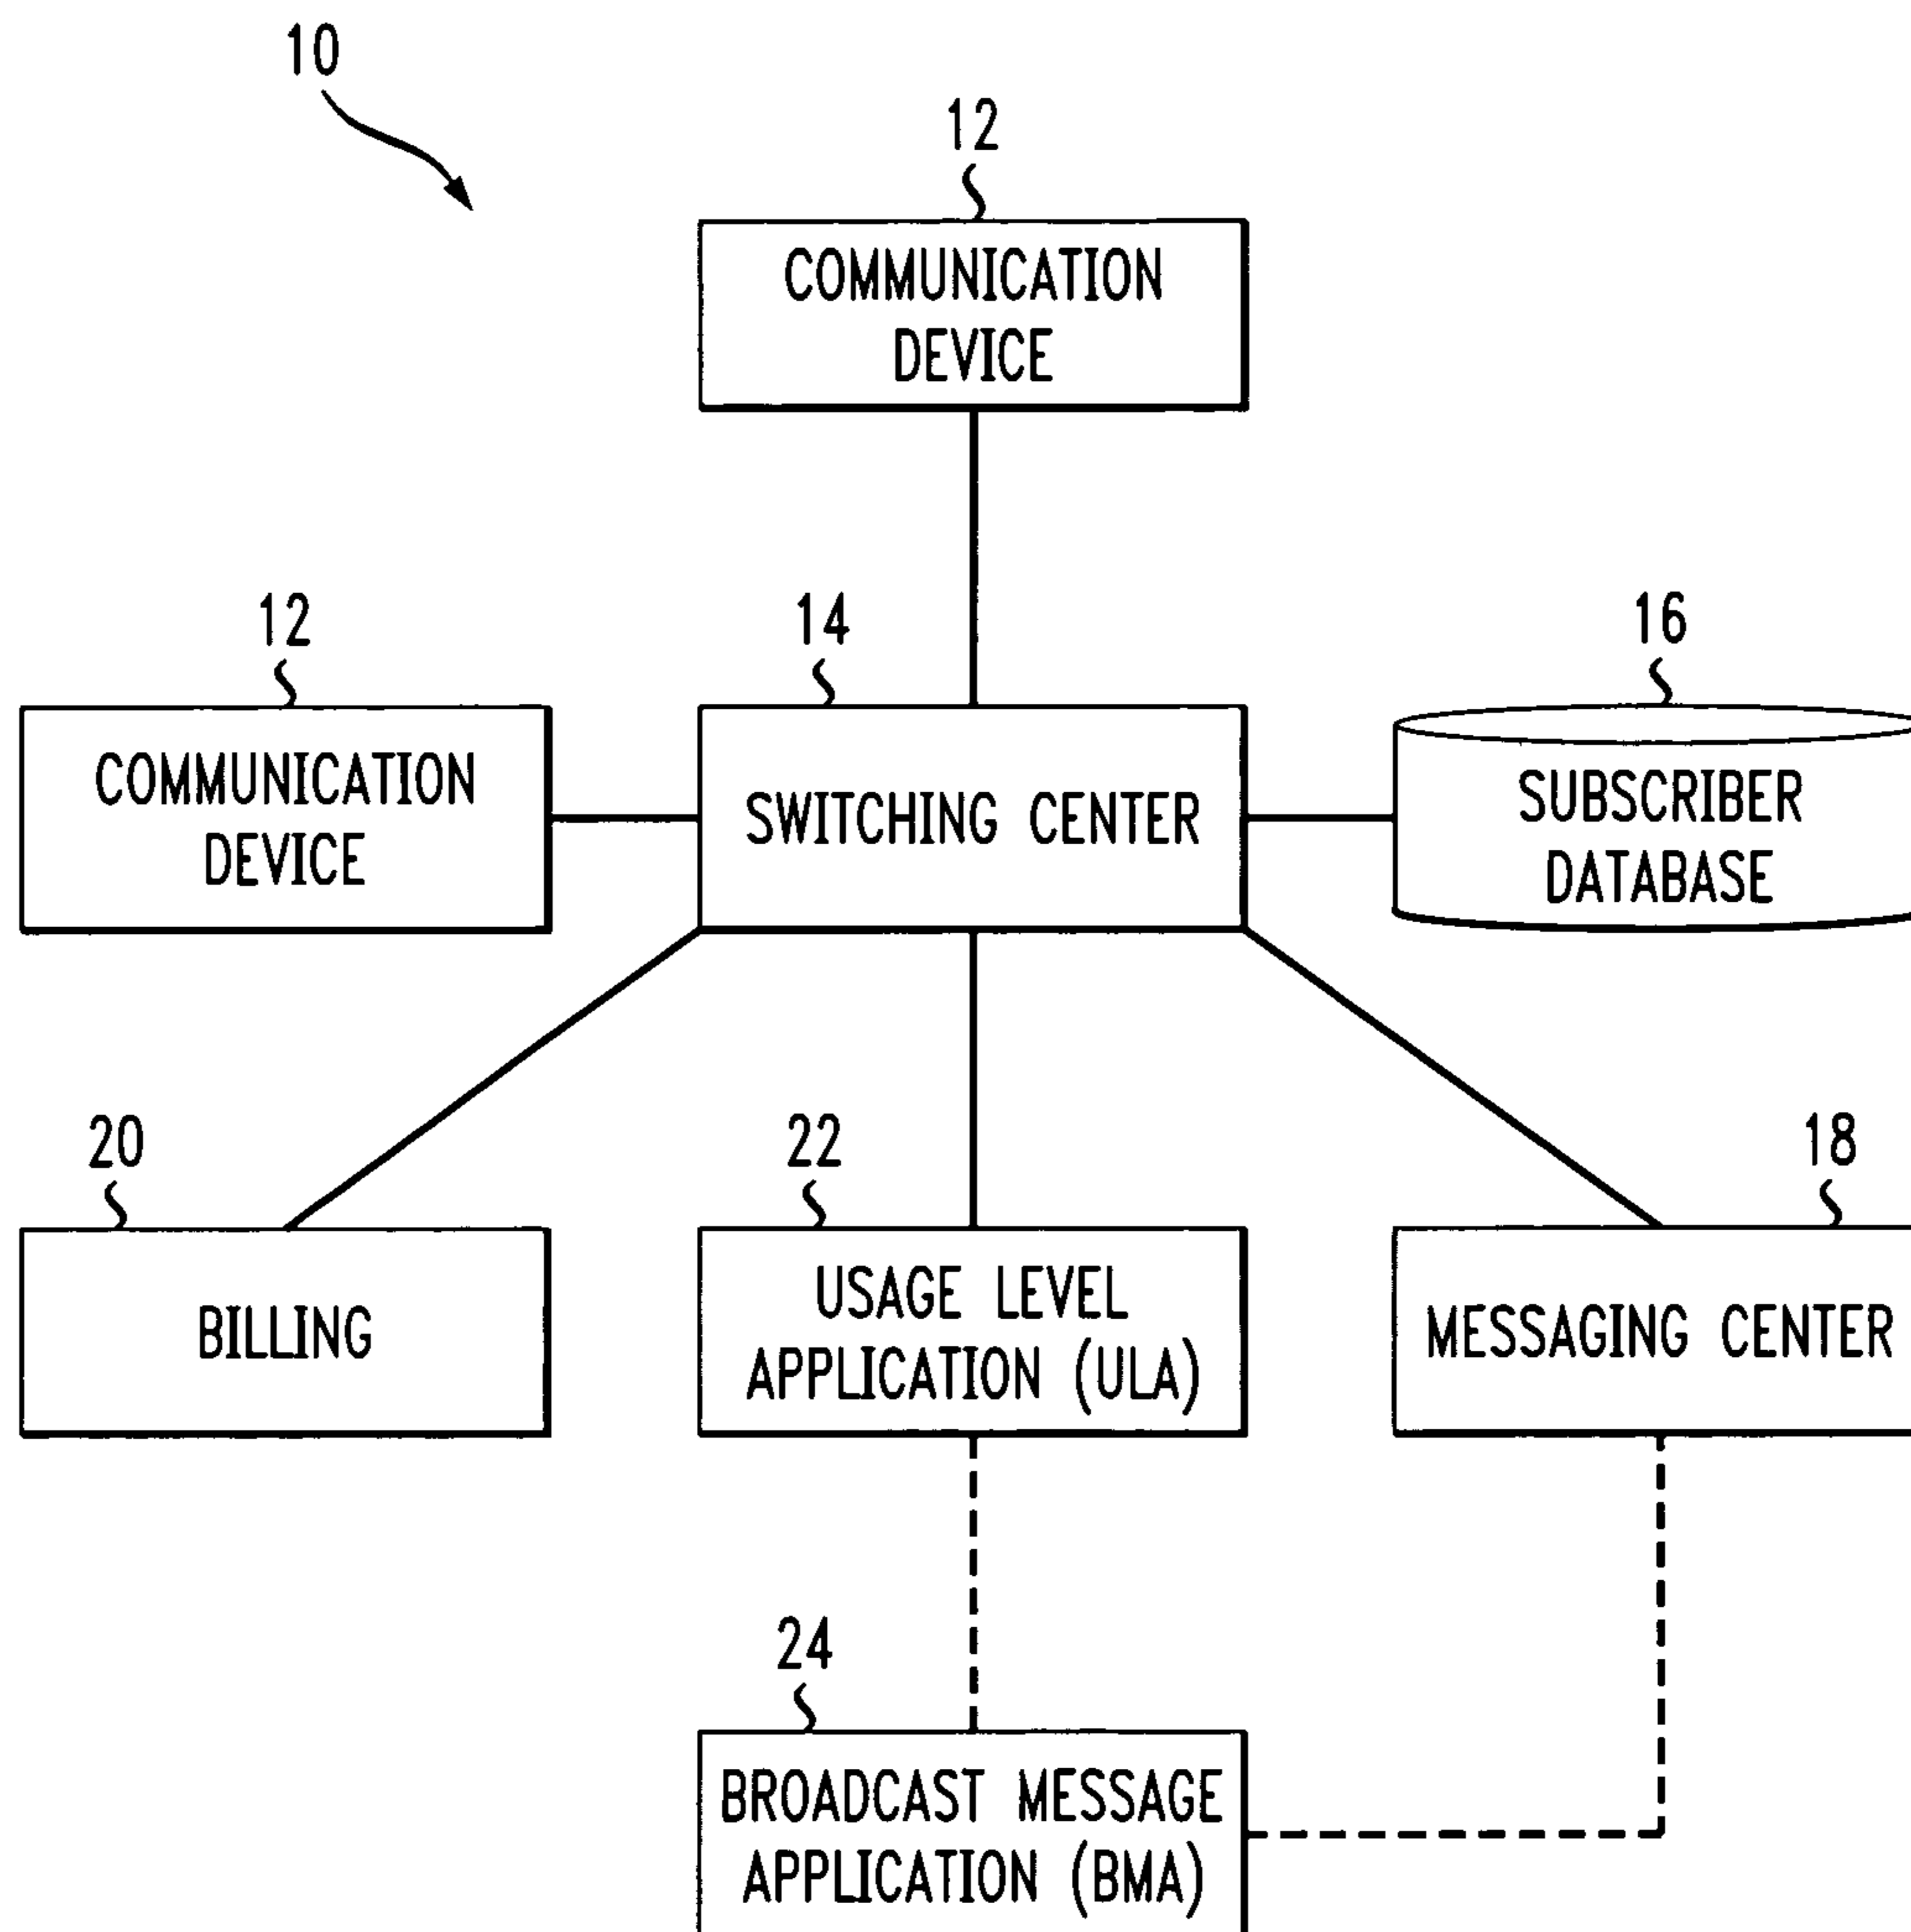 10
12
COMMUNICATION
DEVICE
12
14
16
COMMUNICATION
DEVICE
SWITCHING CENTER
SUBSCRIBER
DATABASE
20
22
18
BILLING
USAGE LEVEL
APPLICATION (ULA)
MESSAGING CENTER
24
BROADCAST MESSAGE
APPLICATION (BMA)